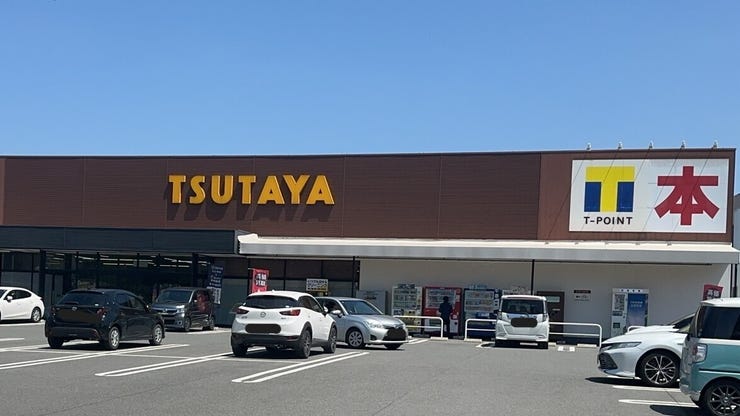 TSUTAYA
T
本
T-POINT